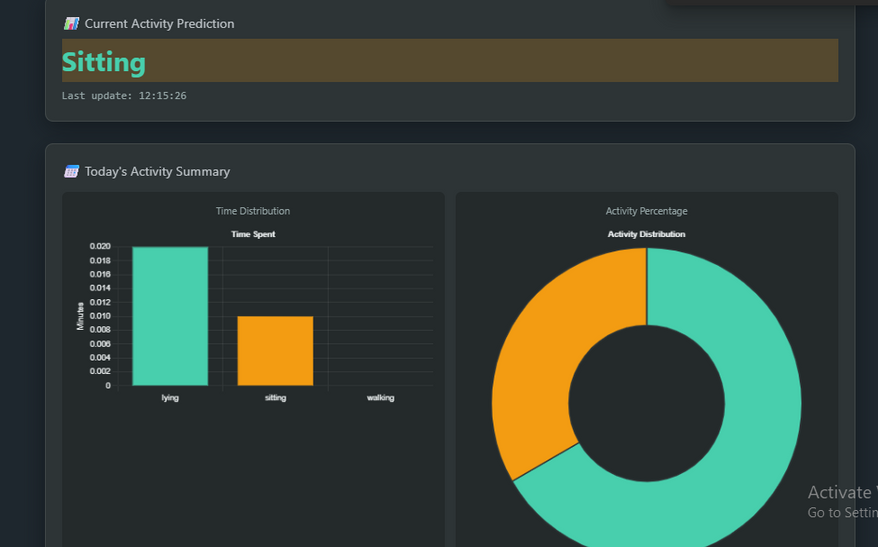 Current Activity Prediction
Sitting
Last update: 12:15:26
Today's Activity Summary
Time Distribution
Time Spent
Minutes
0.020
0.018
0.016
0.014
0.012
0.010
0.008
0.006
0.004
0.002
0
lying
sitting
walking
Activity Percentage
Activity Distribution
Activate
Go to Settin